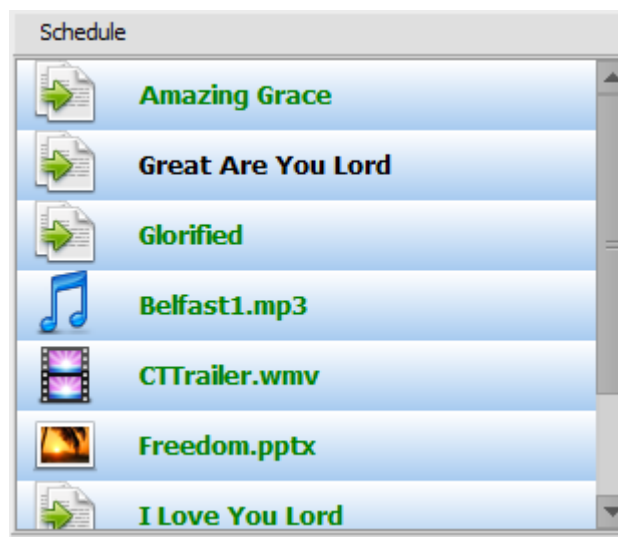 Schedule
Amazing Grace
Great Are You Lord
Glorified
Belfast1.mp3
CTTrailer.wmv
Freedom.pptx
I Love You Lord